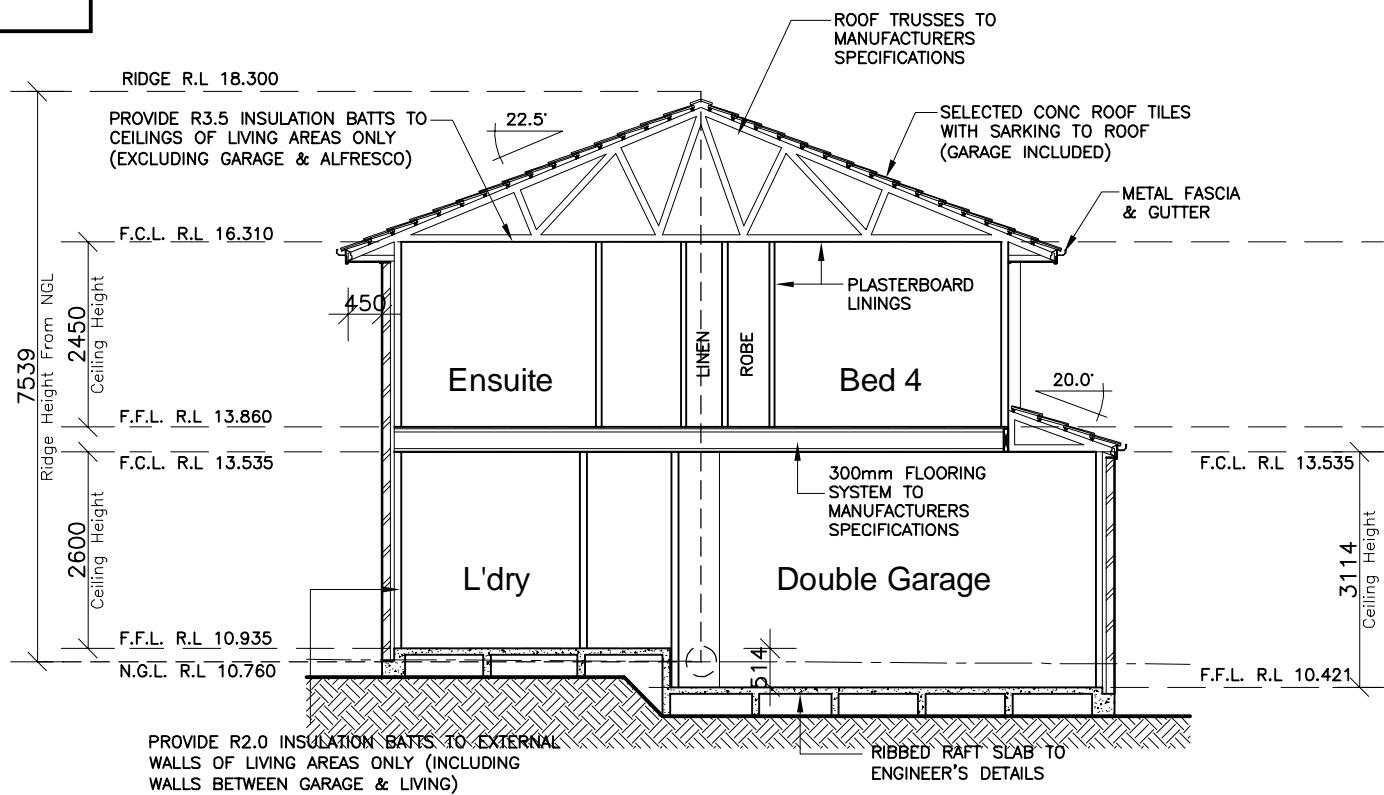 ROOF TRUSSES TO
MANUFACTURERS
SPECIFICATIONS
RIDGE R.L 18.300
PROVIDE R3.5 INSULATION BATTS TO
CEILINGS OF LIVING AREAS ONLY
(EXCLUDING GARAGE & ALFRESCO)
22.5°
SELECTED CONC ROOF TILES
WITH SARKING TO ROOF
(GARAGE INCLUDED)
METAL FASCIA
& GUTTER
F.C.L. R.L 16.310
7539
Ridge Height From NGL
2450
Ceiling Height
450
PLASTERBOARD
LININGS
LINEN
ROBE
Ensuite
Bed 4
20.0°
F.F.L. R.L 13.860
F.C.L. R.L 13.535
F.C.L. R.L 13.535
300mm FLOORING
SYSTEM TO
MANUFACTURERS
SPECIFICATIONS
2600
Ceiling Height
3114
Ceiling Height
L'dry
Double Garage
F.F.L. R.L 10.935
N.G.L. R.L 10.760
514
F.F.L. R.L 10.421
PROVIDE R2.0 INSULATION BATTS TO EXTERNAL
WALLS OF LIVING AREAS ONLY (INCLUDING
WALLS BETWEEN GARAGE & LIVING)
RIBBED RAFT SLAB TO
ENGINEER'S DETAILS